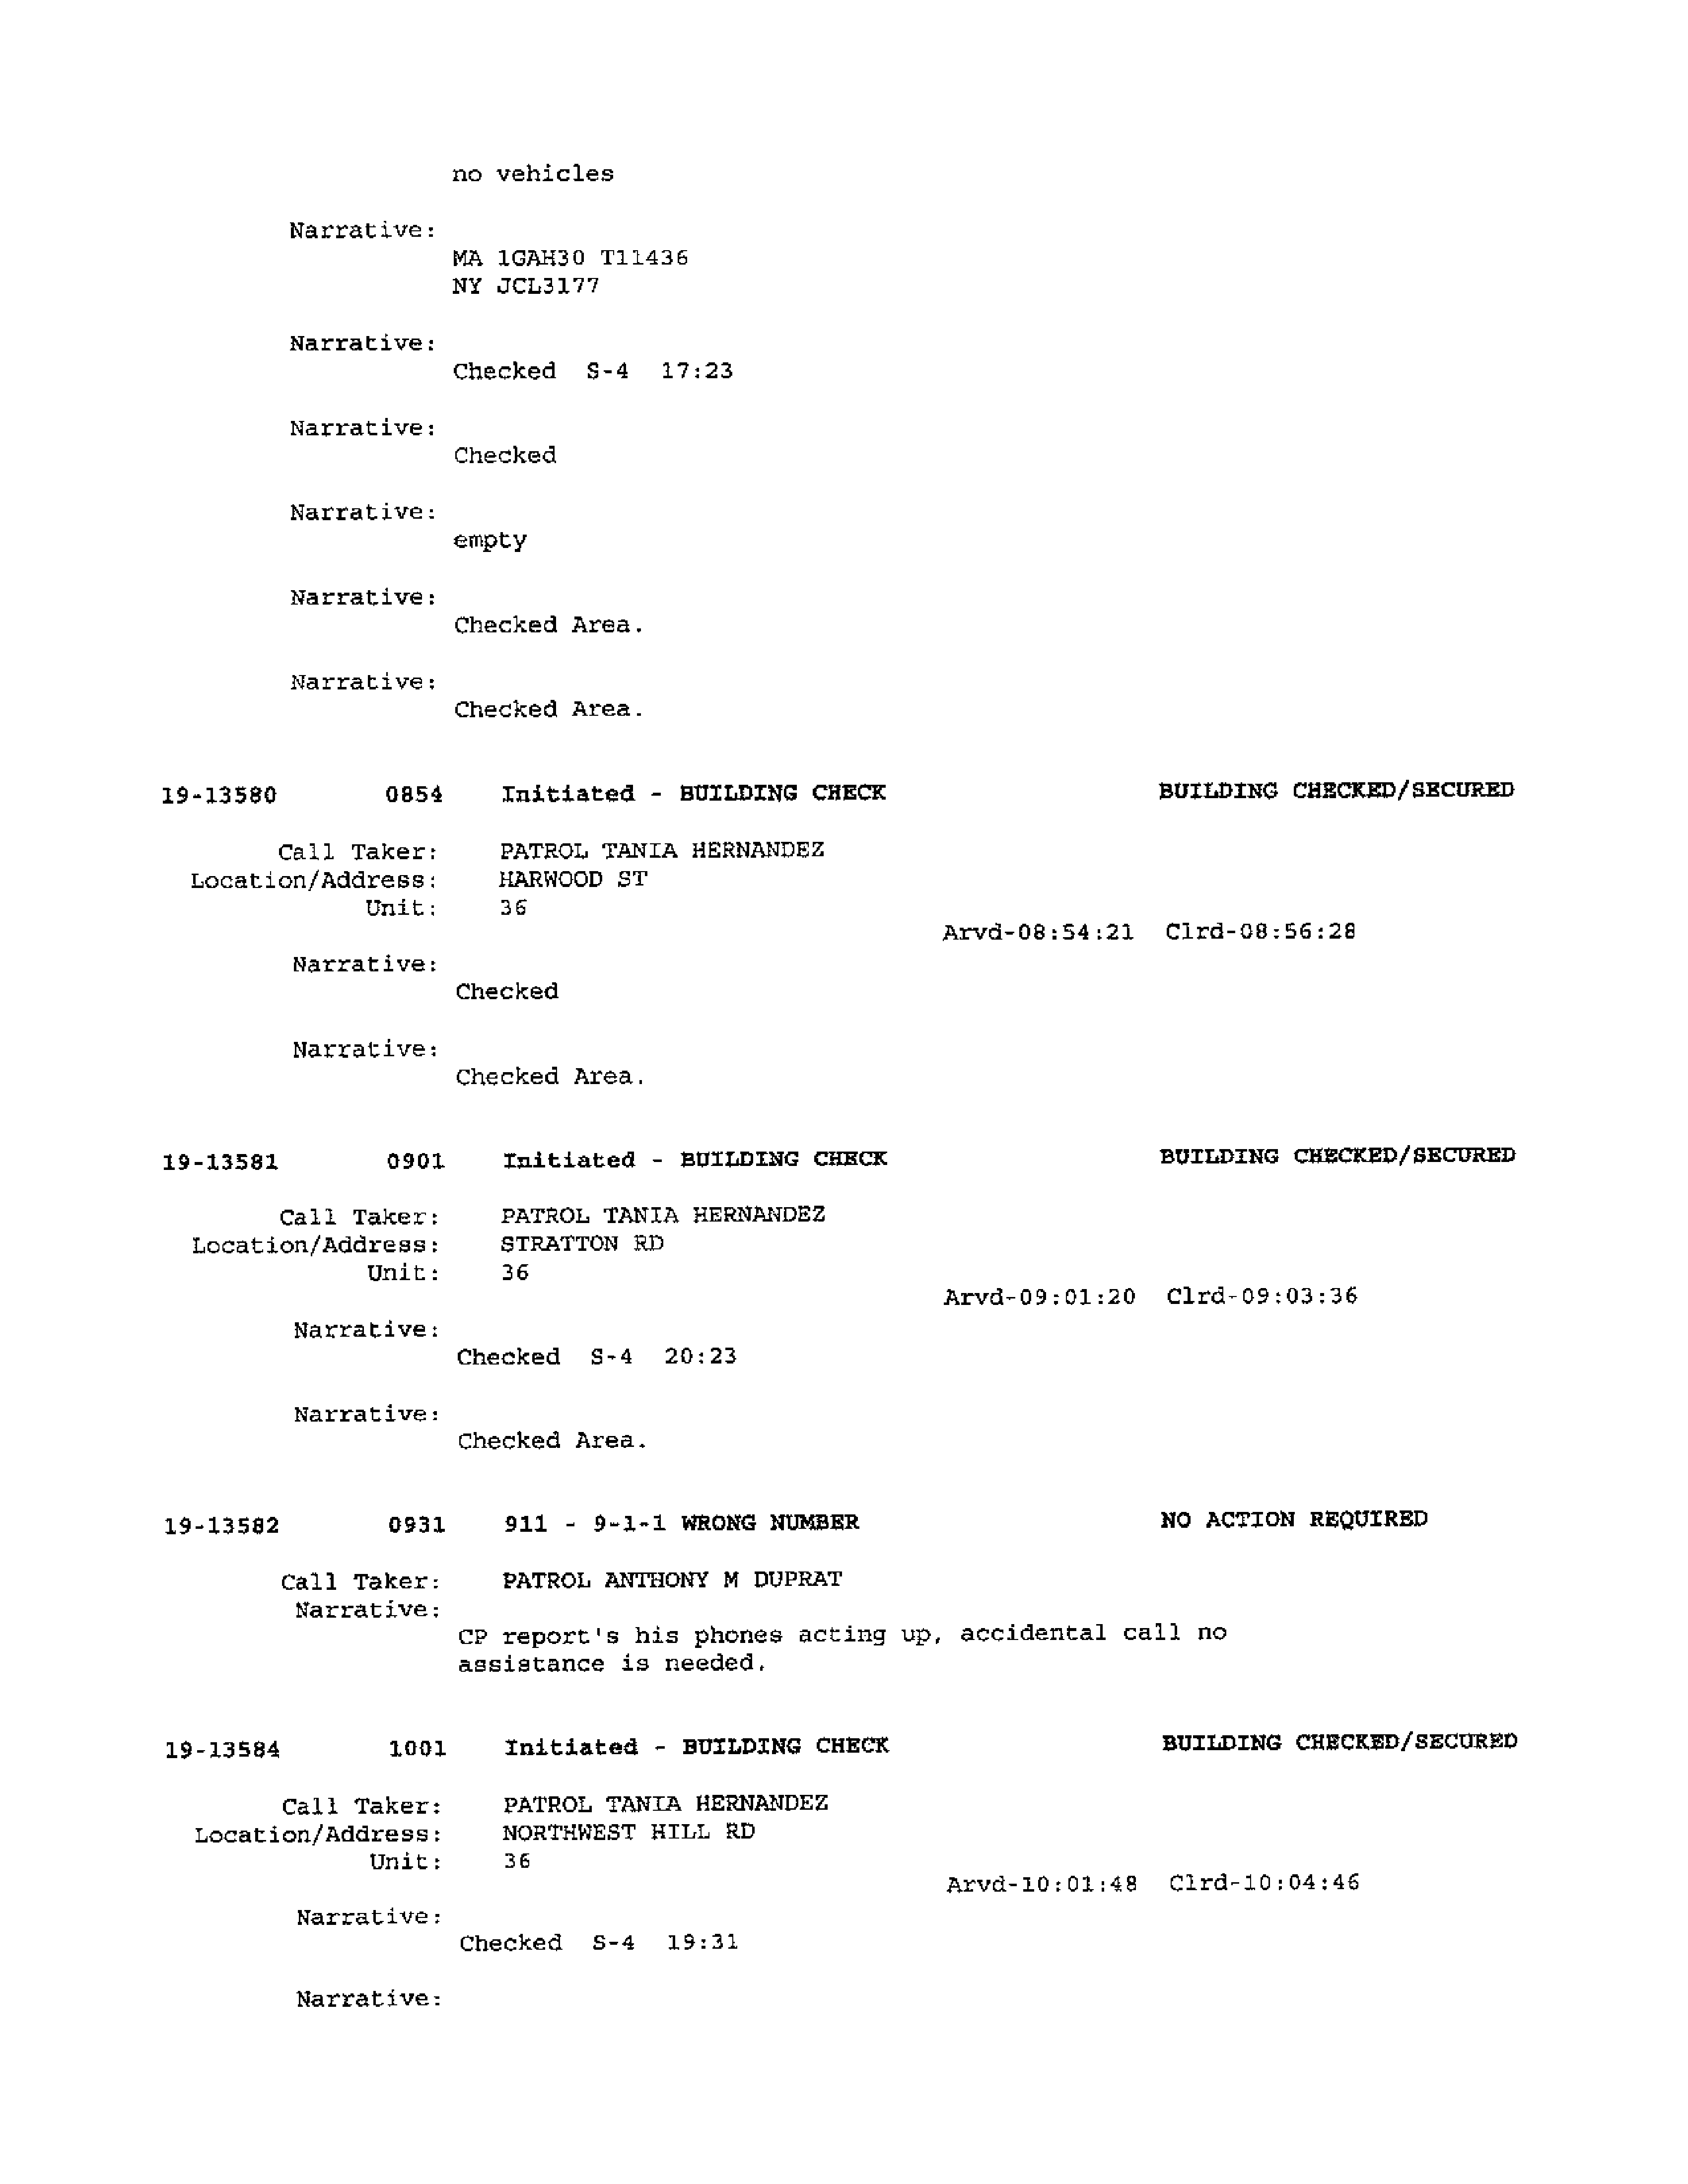 no vehicles
Narrative:
MA 1GAH30 T11436
NY JCL3177
Narrative:
Checked S-4 17:23
Narrative:
Checked
Narrative:
empty
Narrative:
Checked Area.
Narrative:
Checked Area.
19-13580 0854 Initiated - BUILDING CHECK BUILDING CHECKED/SECURED
Call Taker: PATROL TANIA HERNANDEZ
Location/Address: HARWOOD ST
Unit: 36
Arvd-08:54:21 Clrd-08:56:28
Narrative:
Checked
Narrative:
Checked Area.
19-13581 0901 Initiated - BUILDING CHECK BUILDING CHECKED/SECURED
Call Taker: PATROL TANIA HERNANDEZ
Location/Address: STRATTON RD
Unit: 36
Arvd-09:01:20 Clrd-09:03:36
Narrative:
Checked S-4 20:23
Narrative:
Checked Area.
19-13582 0931 911 - 9-1-1 WRONG NUMBER NO ACTION REQUIRED
Call Taker: PATROL ANTHONY M DUPRAT
Narrative:
CP report's his phones acting up, accidental call no
assistance is needed.
19-13584 1001 Initiated - BUILDING CHECK BUILDING CHECKED/SECURED
Call Taker: PATROL TANIA HERNANDEZ
Location/Address: NORTHWEST HILL RD
Unit: 36
Arvd-10:01:48 Clrd-10:04:46
Narrative:
Checked S-4 19:31
Narrative: